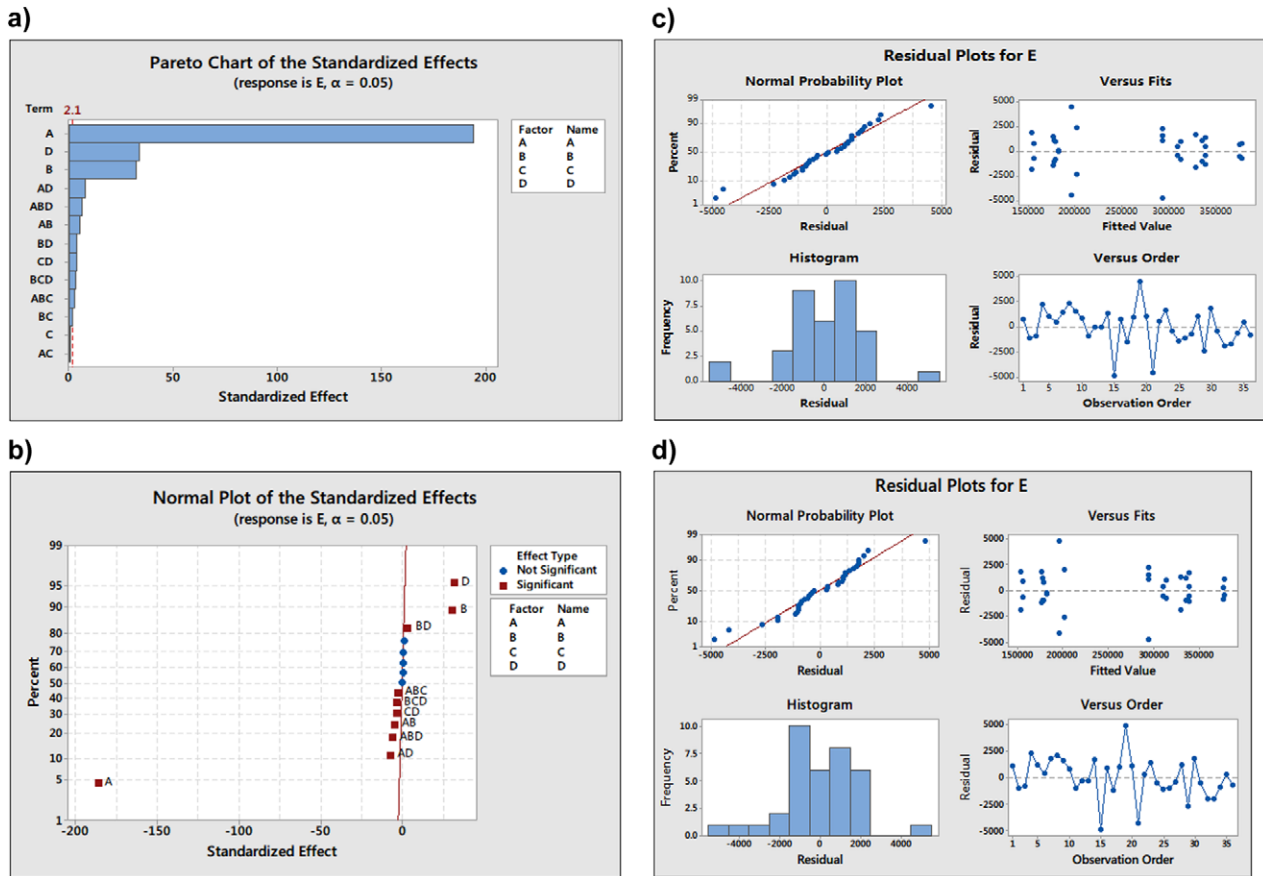 a)
Pareto Chart of the Standardized Effects
(response is E, α = 0.05)
Term 2.1
A
D
B
AD
ABD
AB
BD
CD
BCD
ABC
BC
C
AC
0 50 100 150 200
Standardized Effect
Factor Name
A A
B B
C C
D D
b)
Normal Plot of the Standardized Effects
(response is E, α = 0.05)
Percent
99
95
90
80
70
60
50
40
30
20
10
5
1
D
B
BD
ABC
BCD
CD
AB
ABD
AD
A
-200 -150 -100 -50 0
Standardized Effect
Effect Type
Not Significant
Significant
Factor Name
A A
B B
C C
D D
c)
Residual Plots for E
Normal Probability Plot
Percent
99
90
50
10
1
-5000 -2500 0 2500 5000
Residual
Versus Fits
Residual
5000
2500
0
-2500
-5000
150000 200000 250000 300000 350000
Fitted Value
Histogram
Frequency
10.0
7.5
5.0
2.5
0.0
-4000 -2000 0 2000 4000
Residual
Versus Order
Residual
5000
2500
0
-2500
-5000
1 5 10 15 20 25 30 35
Observation Order
d)
Residual Plots for E
Normal Probability Plot
Percent
99
90
50
10
1
-5000 -2500 0 2500 5000
Residual
Versus Fits
Residual
5000
2500
0
-2500
-5000
150000 200000 250000 300000 350000
Fitted Value
Histogram
Frequency
10.0
7.5
5.0
2.5
0.0
-4000 -2000 0 2000 4000
Residual
Versus Order
Residual
5000
2500
0
-2500
-5000
1 5 10 15 20 25 30 35
Observation Order